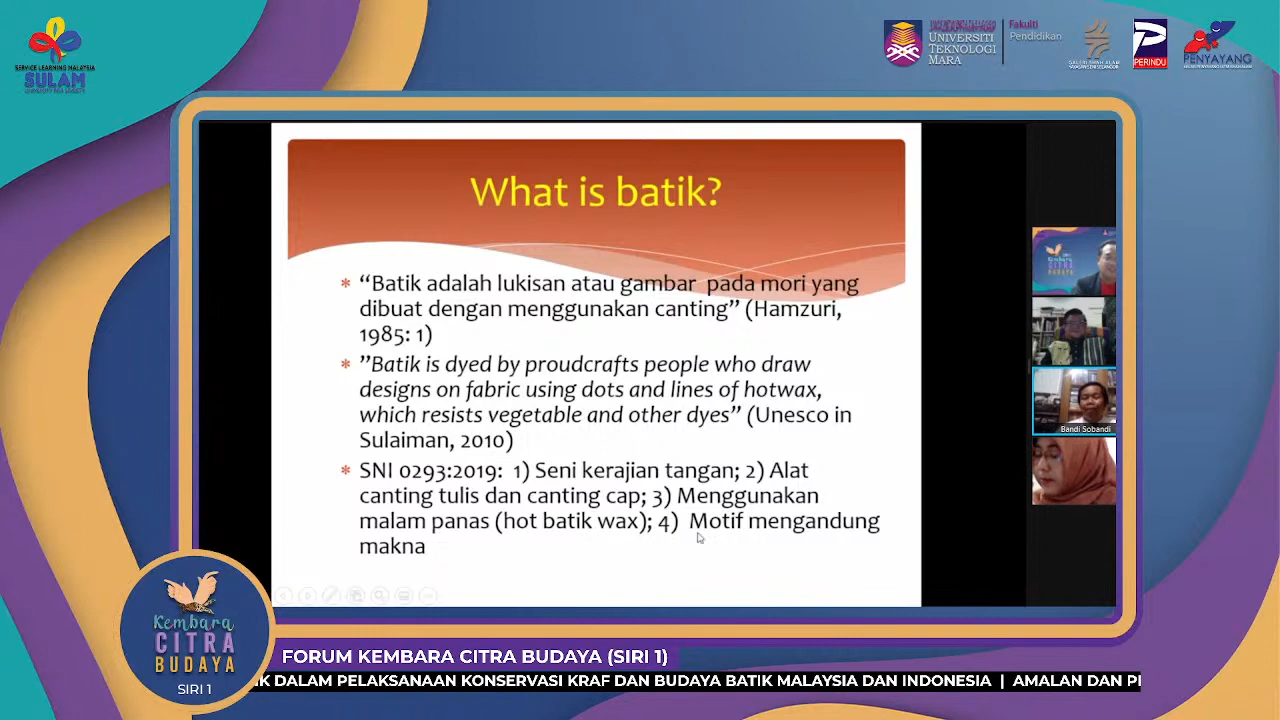 SERVICE LEARNING MALAYSIA
SULAM
UNIVERSITI TEKNOLOGI MARA
Fakulti
Pendidikan
PERINDU
PENYAYANG
What is batik?
“Batik adalah lukisan atau gambar pada mori yang
dibuat dengan menggunakan canting” (Hamzuri,
1985: 1)
”Batik is dyed by proudcrafts people who draw
designs on fabric using dots and lines of hotwax,
which resists vegetable and other dyes” (Unesco in
Sulaiman, 2010)
SNI 0293:2019: 1) Seni kerajian tangan; 2) Alat
canting tulis dan canting cap; 3) Menggunakan
malam panas (hot batik wax); 4) Motif mengandung
makna
Bandi Sobandi
Kembara
CITRA
BUDAYA
SIRI 1
FORUM KEMBARA CITRA BUDAYA (SIRI 1)
IK DALAM PELAKSANAAN KONSERVASI KRAF DAN BUDAYA BATIK MALAYSIA DAN INDONESIA | AMALAN DAN